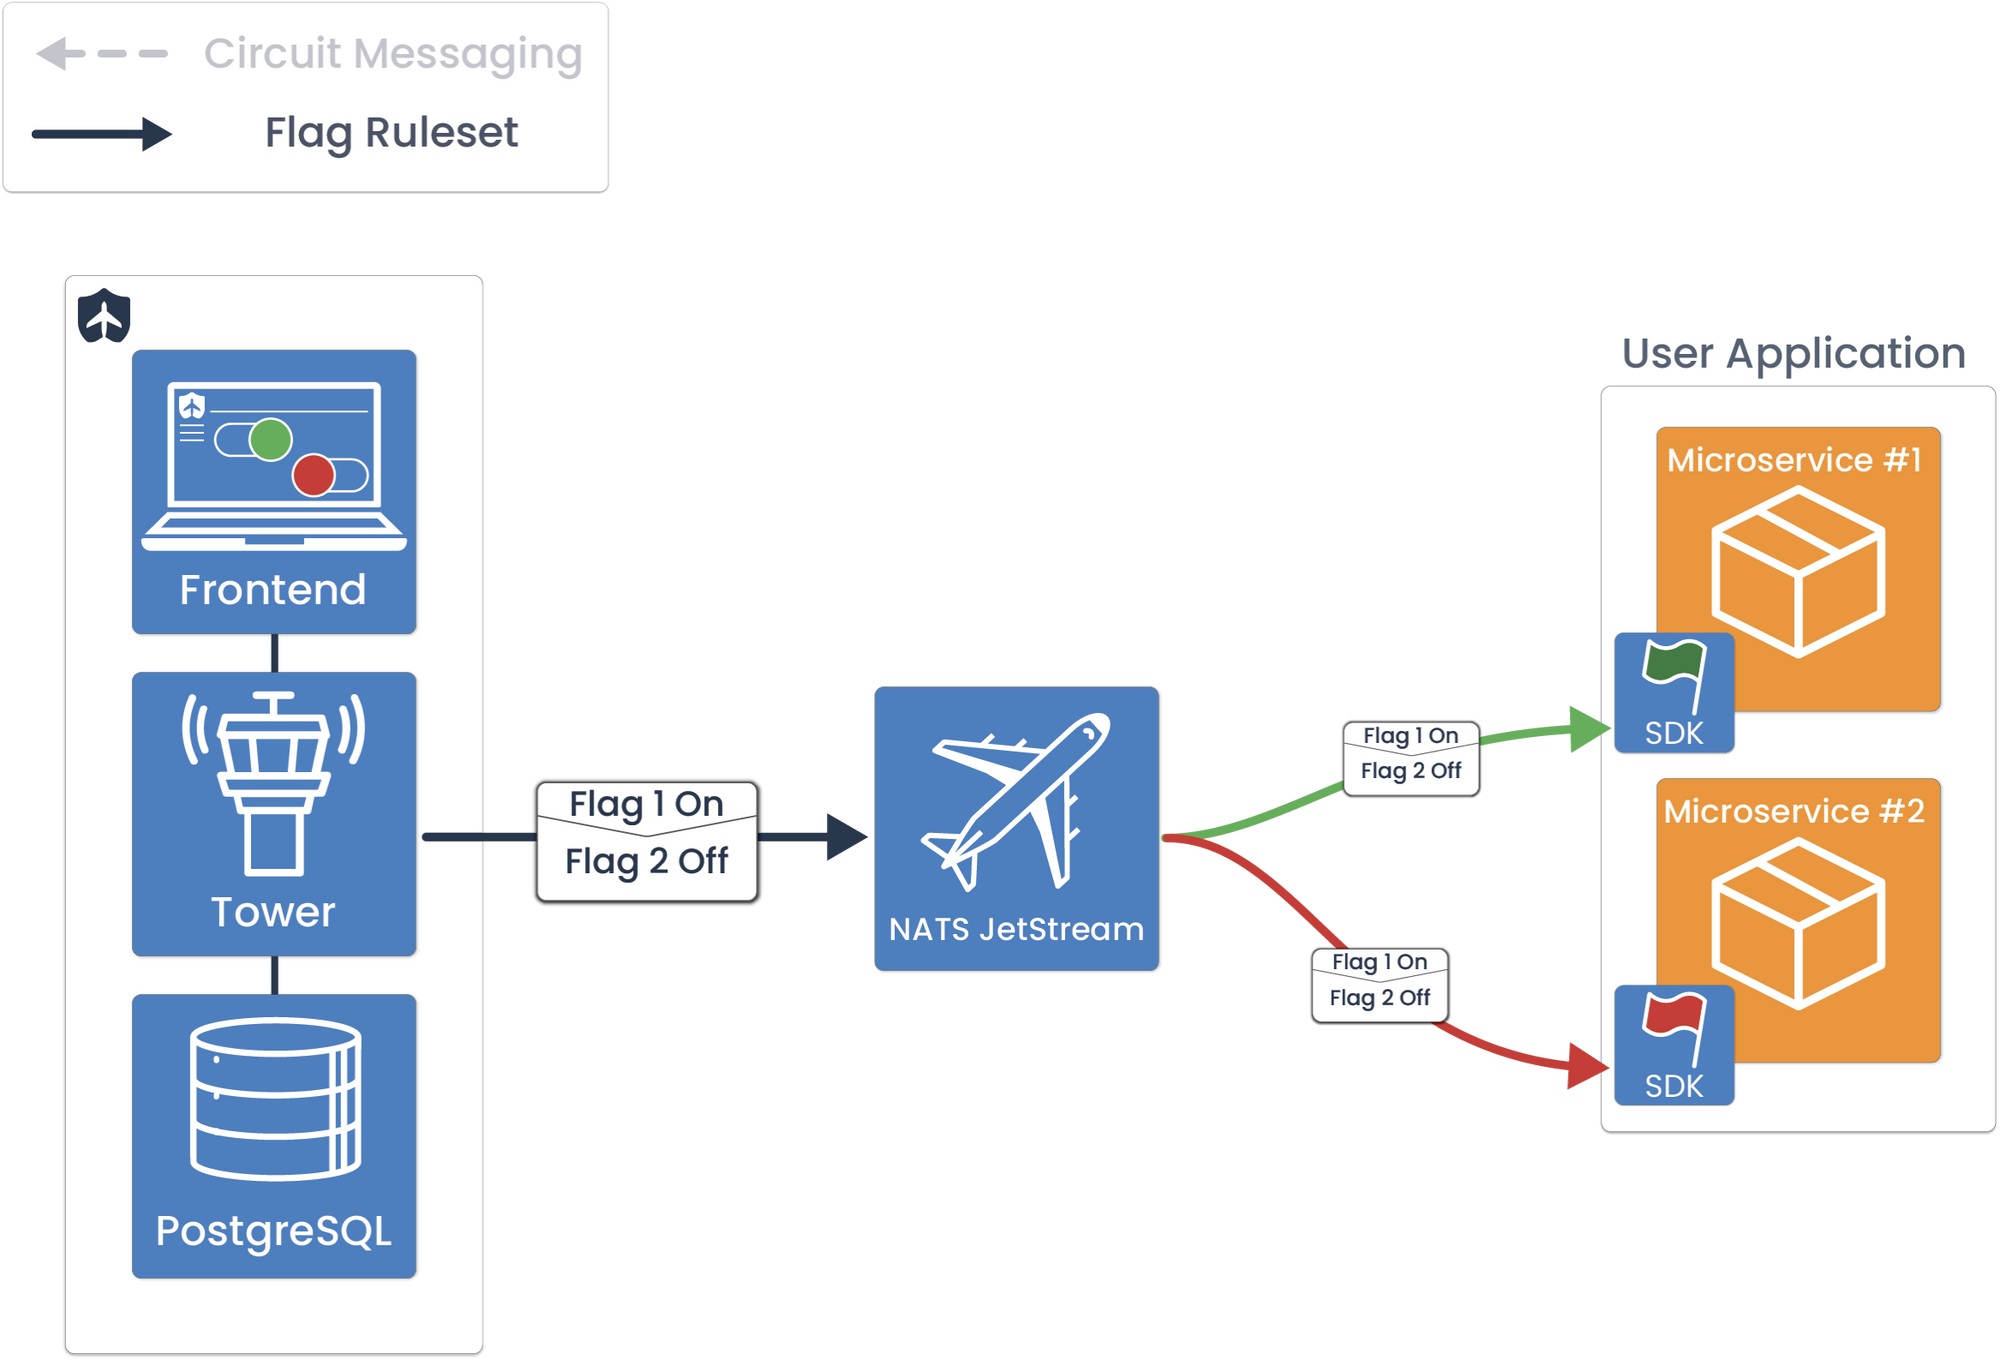 Circuit Messaging
Flag Ruleset
Frontend
Tower
PostgreSQL
Flag 1 On
Flag 2 Off
NATS JetStream
Flag 1 On
Flag 2 Off
Flag 1 On
Flag 2 Off
User Application
Microservice #1
SDK
Microservice #2
SDK